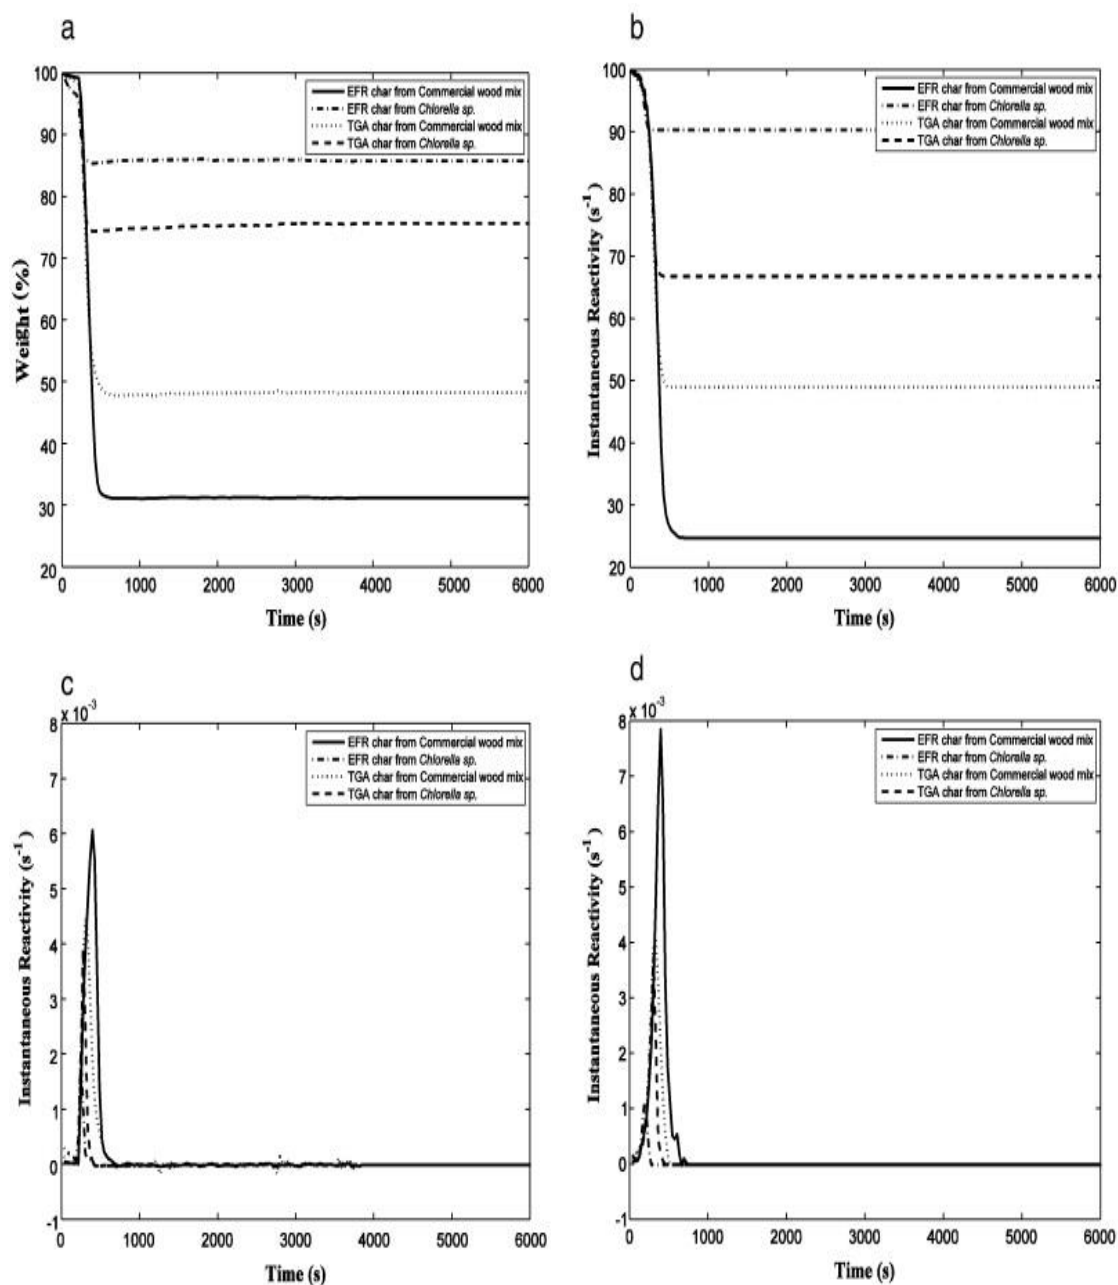 a
100
90
80
70
60
50
40
30
20
Weight (%)
0 1000 2000 3000 4000 5000 6000
Time (s)
EFR char from Commercial wood mix
EFR char from Chlorella sp.
TGA char from Commercial wood mix
TGA char from Chlorella sp.
b
100
90
80
70
60
50
40
30
20
Instantaneous Reactivity (s⁻¹)
0 1000 2000 3000 4000 5000 6000
Time (s)
EFR char from Commercial wood mix
EFR char from Chlorella sp.
TGA char from Commercial wood mix
TGA char from Chlorella sp.
c
x 10⁻³
8
7
6
5
4
3
2
1
0
-1
Instantaneous Reactivity (s⁻¹)
0 1000 2000 3000 4000 5000 6000
Time (s)
EFR char from Commercial wood mix
EFR char from Chlorella sp.
TGA char from Commercial wood mix
TGA char from Chlorella sp.
d
x 10⁻³
8
7
6
5
4
3
2
1
0
-1
Instantaneous Reactivity (s⁻¹)
0 1000 2000 3000 4000 5000 6000
Time (s)
EFR char from Commercial wood mix
EFR char from Chlorella sp.
TGA char from Commercial wood mix
TGA char from Chlorella sp.